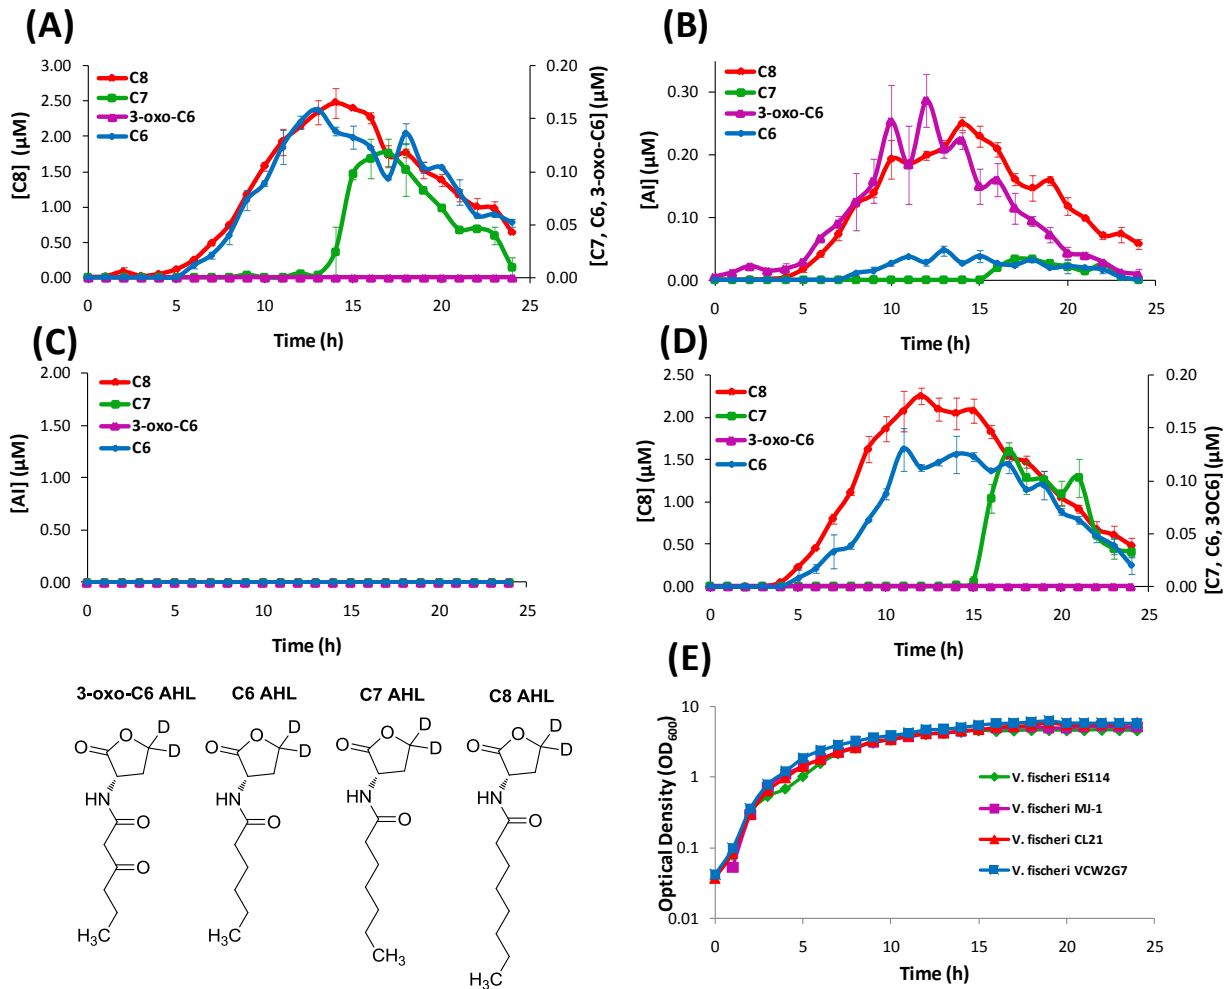 (A)
3.00
2.50
2.00
1.50
1.00
0.50
0.00
[C8] (µM)
C8
C7
3-oxo-C6
C6
0.20
0.15
0.10
0.05
0.00
[C7, C6, 3-oxo-C6] (µM)
0
5
10
15
20
25
Time (h)
(B)
0.30
0.20
0.10
0.00
[AI] (µM)
C8
C7
3-oxo-C6
C6
0
5
10
15
20
25
Time (h)
(C)
2.00
1.50
1.00
0.50
0.00
[AI] (µM)
C8
C7
3-oxo-C6
C6
0
5
10
15
20
25
Time (h)
(D)
2.50
2.00
1.50
1.00
0.50
0.00
[C8] (µM)
C8
C7
3-oxo-C6
C6
0.20
0.15
0.10
0.05
0.00
[C7, C6, 3OC6] (µM)
0
5
10
15
20
25
Time (h)
3-oxo-C6 AHL
C6 AHL
C7 AHL
C8 AHL
O
O
D
D
HN
O
O
H3C
O
O
D
D
HN
O
H3C
O
O
D
D
HN
O
CH3
O
O
D
D
HN
O
H3C
(E)
10
1
0.1
0.01
Optical Density (OD600)
V. fischeri ES114
V. fischeri MJ-1
V. fischeri CL21
V. fischeri VCW2G7
0
5
10
15
20
25
Time (h)